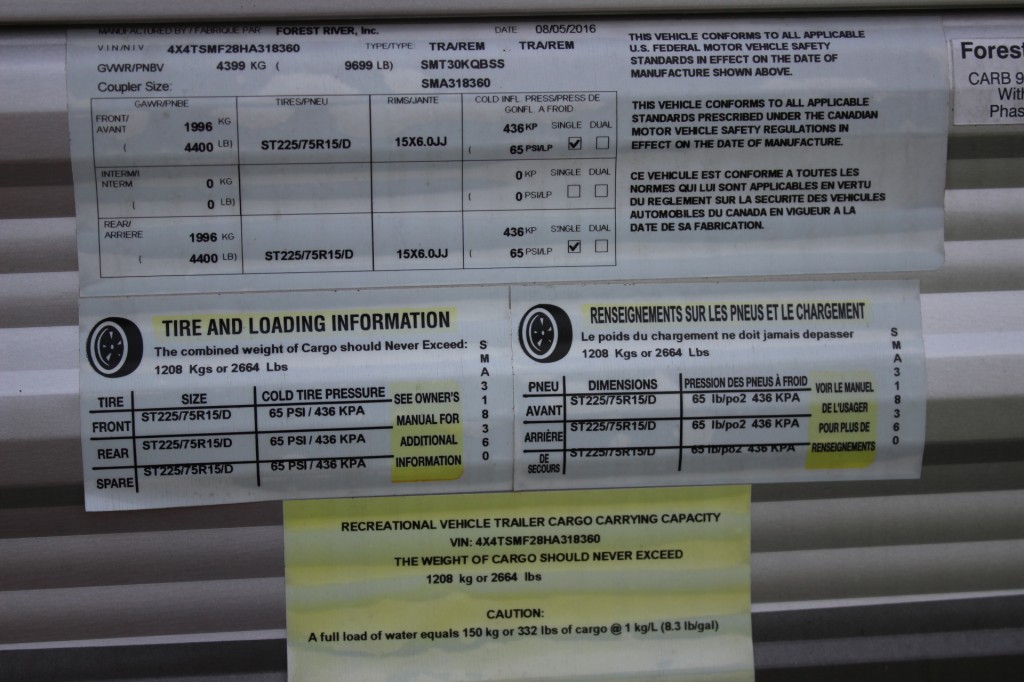 MANUFACTURED BY / FABRIQUE PAR: FOREST RIVER, Inc. DATE 08/05/2016
V I N /N I V 4X4TSMF28HA318360 TYPE/TYPE TRA/REM TRA/REM
GVWR/PNBV 4399 KG ( 9699 LB) SMT30KQBSS
Coupler Size: SMA318360
GAWR/PNBE TIRES/PNEU RIMS/JANTE COLD INFL. PRESS/PRESS DE GONFL. A FROID
FRONT/ AVANT 1996 KG 436 KP SINGLE DUAL
( 4400 LB) ST225/75R15/D 15X6.0JJ ( 65 PSI/LP
INTERM/I NTERM 0 KG 0 KP SINGLE DUAL
( 0 LB) ( 0 PSI/LP
REAR/ ARRIERE 1996 KG 436 KP SINGLE DUAL
( 4400 LB) ST225/75R15/D 15X6.0JJ ( 65 PSI/LP
THIS VEHICLE CONFORMS TO ALL APPLICABLE
U.S. FEDERAL MOTOR VEHICLE SAFETY
STANDARDS IN EFFECT ON THE DATE OF
MANUFACTURE SHOWN ABOVE.
THIS VEHICLE CONFORMS TO ALL APPLICABLE
STANDARDS PRESCRIBED UNDER THE CANADIAN
MOTOR VEHICLE SAFETY REGULATIONS IN
EFFECT ON THE DATE OF MANUFACTURE.
CE VEHICULE EST CONFORME A TOUTES LES
NORMES QUI LUI SONT APPLICABLES EN VERTU
DU REGLEMENT SUR LA SECURITE DES VEHICULES
AUTOMOBILES DU CANADA EN VIGUEUR A LA
DATE DE SA FABRICATION.
Forest
CARB 9
With
Phas
TIRE AND LOADING INFORMATION
The combined weight of Cargo should Never Exceed:
1208 Kgs or 2664 Lbs
TIRE SIZE COLD TIRE PRESSURE
FRONT ST225/75R15/D 65 PSI / 436 KPA
REAR ST225/75R15/D 65 PSI / 436 KPA
SPARE ST225/75R15/D 65 PSI / 436 KPA
SEE OWNER'S
MANUAL FOR
ADDITIONAL
INFORMATION
SMA318360
RENSEIGNEMENTS SUR LES PNEUS ET LE CHARGEMENT
Le poids du chargement ne doit jamais depasser
1208 Kgs or 2664 Lbs
PNEU DIMENSIONS PRESSION DES PNEUS À FROID
AVANT ST225/75R15/D 65 lb/po2 436 KPA
ARRIÈRE ST225/75R15/D 65 lb/po2 436 KPA
DE SECOURS ST225/75R15/D 65 lb/po2 436 KPA
VOIR LE MANUEL
DE L'USAGER
POUR PLUS DE
RENSEIGNEMENTS
SMA318360
RECREATIONAL VEHICLE TRAILER CARGO CARRYING CAPACITY
VIN: 4X4TSMF28HA318360
THE WEIGHT OF CARGO SHOULD NEVER EXCEED
1208 kg or 2664 lbs
CAUTION:
A full load of water equals 150 kg or 332 lbs of cargo @ 1 kg/L (8.3 lb/gal)